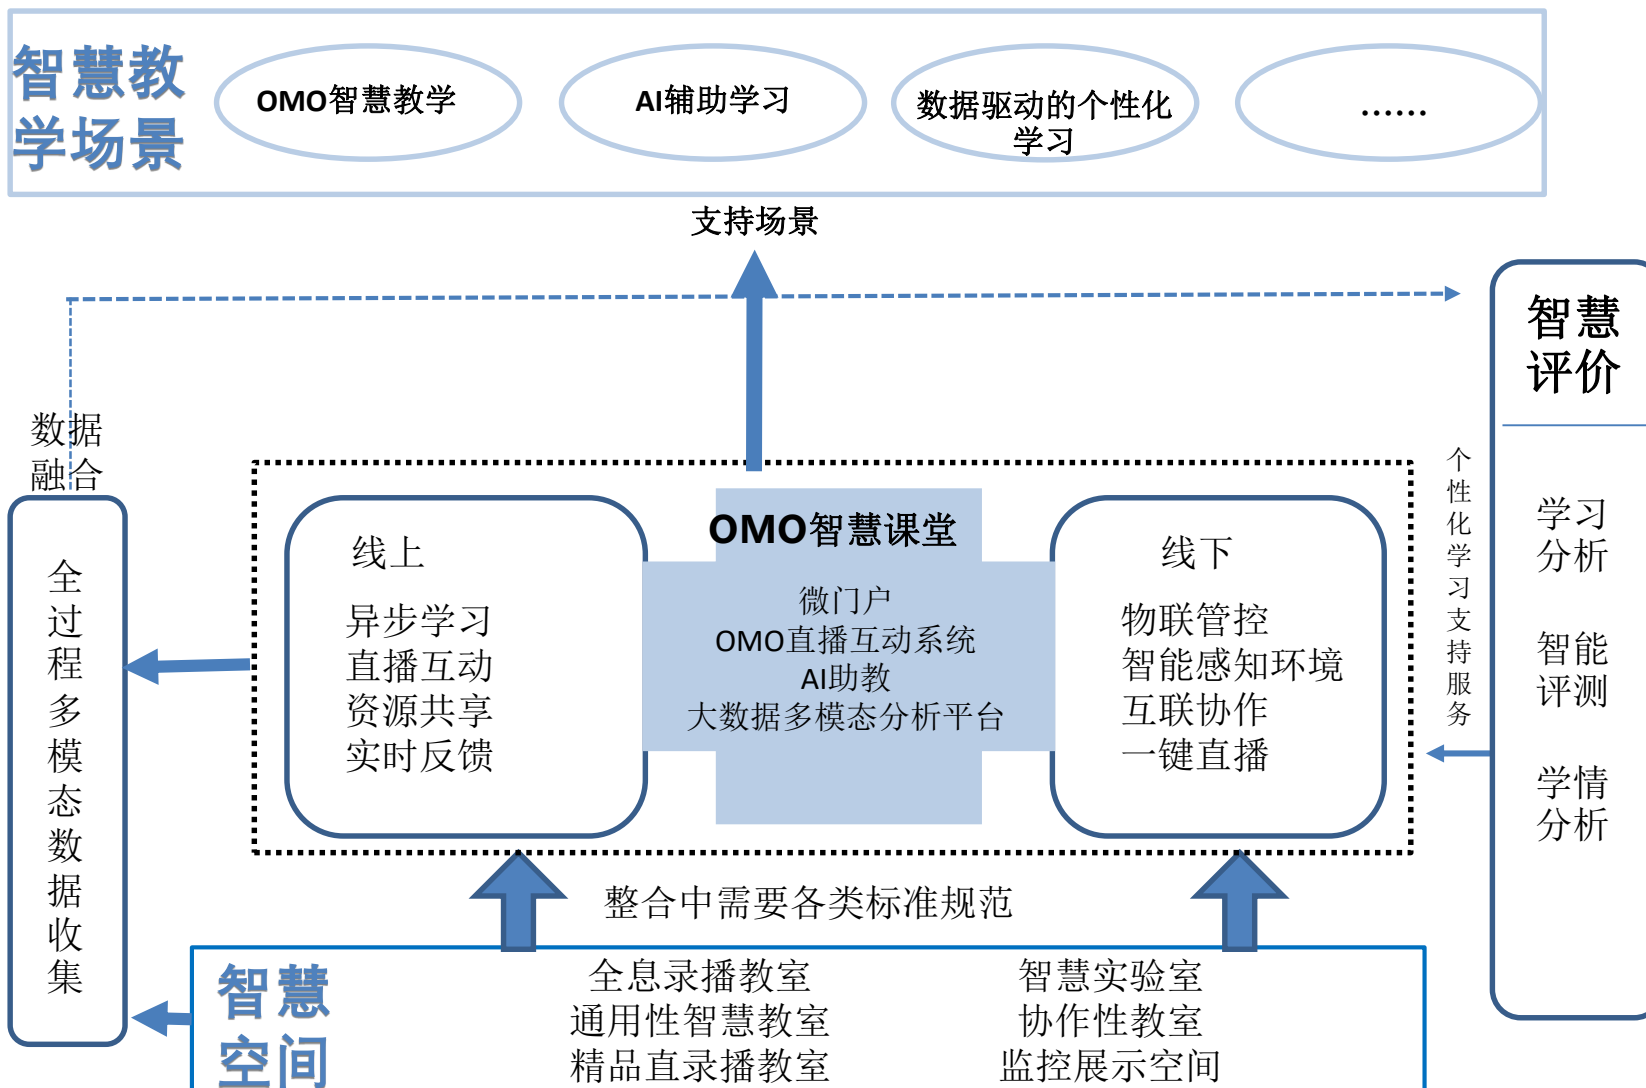 智慧教
学场景
OMO智慧教学
AI辅助学习
数据驱动的个性化
学习
……
支持场景
智慧
评价
学习
分析
智能
评测
学情
分析
数据
融合
全过程多模态数据收集
线上
异步学习
直播互动
资源共享
实时反馈
OMO智慧课堂
微门户
OMO直播互动系统
AI助教
大数据多模态分析平台
线下
物联管控
智能感知环境
互联协作
一键直播
个性化学习支持服务
整合中需要各类标准规范
智慧
空间
全息录播教室
通用性智慧教室
精品直录播教室
智慧实验室
协作性教室
监控展示空间